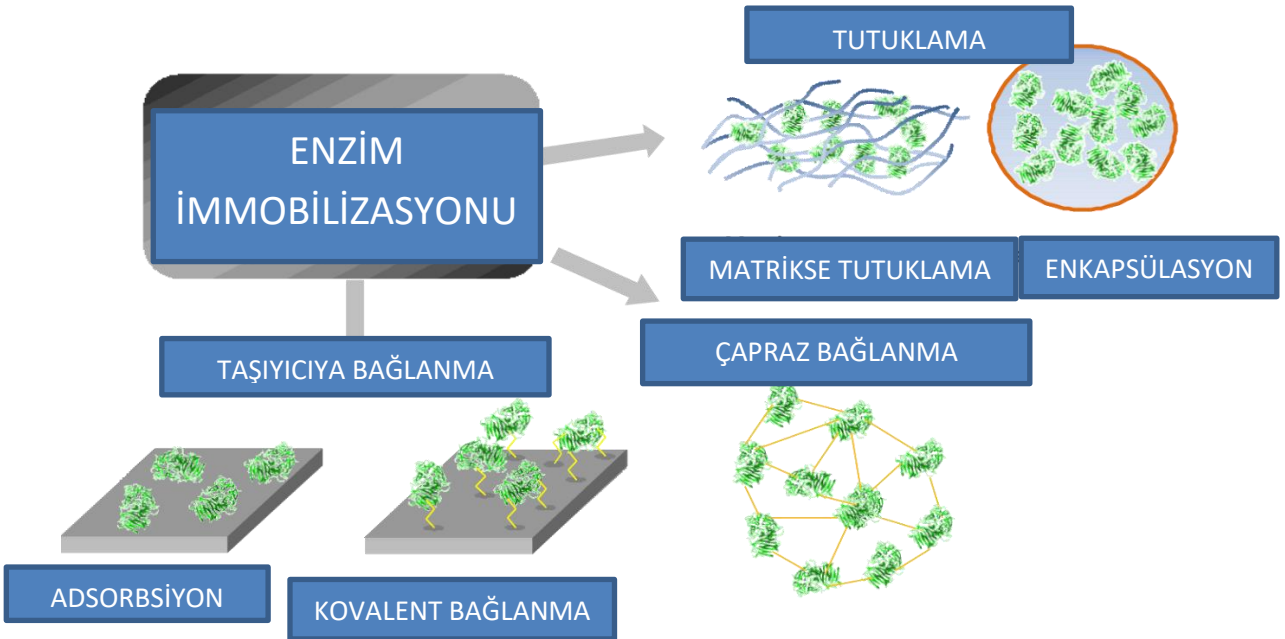 TUTUKLAMA
ENZİM
İMMOBİLİZASYONU
MATRİKSE TUTUKLAMA
ENKAPSÜLASYON
TAŞIYICIYA BAĞLANMA
ÇAPRAZ BAĞLANMA
ADSORBSİYON
KOVALENT BAĞLANMA